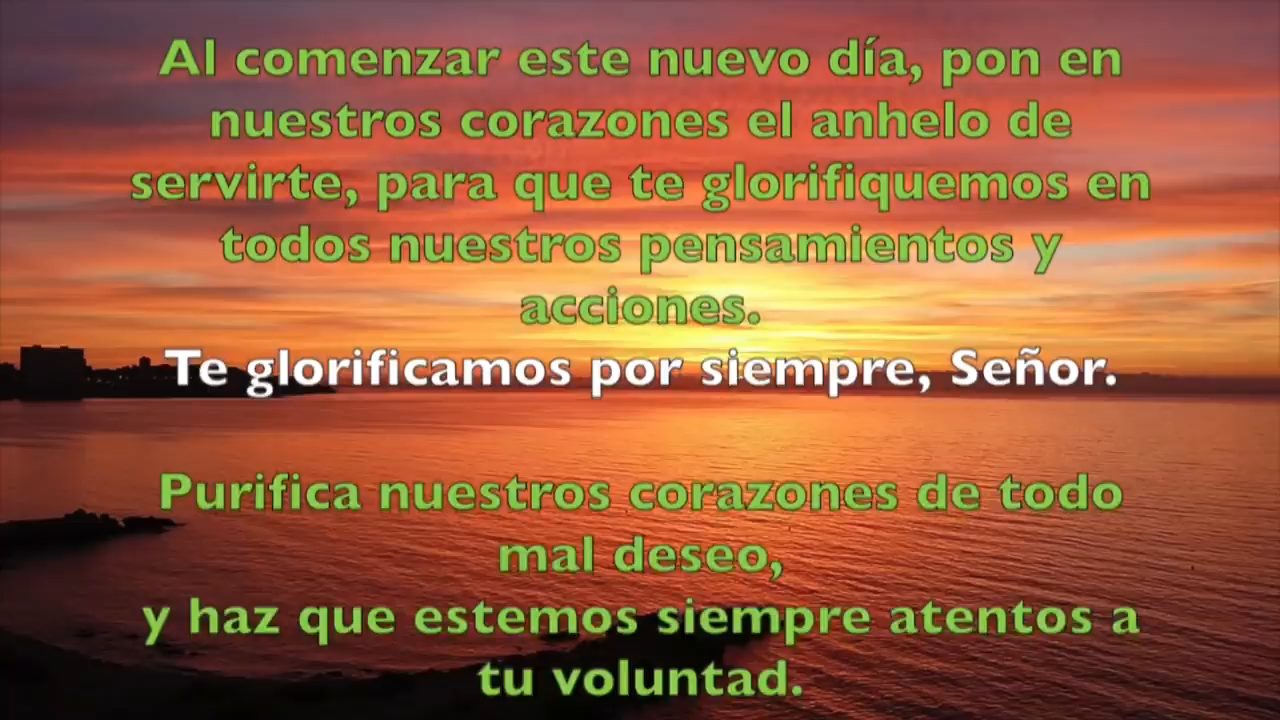 Al comenzar este nuevo día, pon en
nuestros corazones el anhelo de
servirte, para que te glorifiquemos en
todos nuestros pensamientos y
acciones.
Te glorificamos por siempre, Señor.
Purifica nuestros corazones de todo
mal deseo,
y haz que estemos siempre atentos a
tu voluntad.